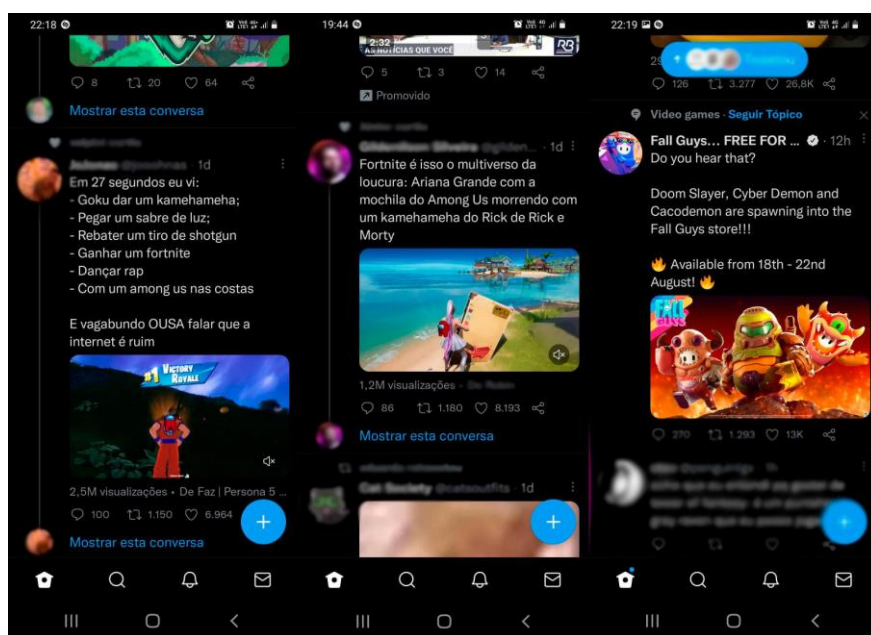 22:18
8 20 64
Mostrar esta conversa
1d
Em 27 segundos eu vi:
- Goku dar um kamehameha;
- Pegar um sabre de luz;
- Rebater um tiro de shotgun
- Ganhar um fortnite
- Dançar rap
- Com um among us nas costas
E vagabundo OUSA falar que a
internet é ruim
#1 VICTORY
ROYALE
2,5M visualizações • De Faz | Persona 5 ...
100 1.150 6.964
Mostrar esta conversa
19:44
2:32
AS NOTÍCIAS QUE VOCÊ
RB
5 3 14
Promovido
1d
Fortnite é isso o multiverso da
loucura: Ariana Grande com a
mochila do Among Us morrendo com
um kamehameha do Rick de Rick e
Morty
1,2M visualizações
86 1.180 8.193
Mostrar esta conversa
Cat Society @catsoutfits · 1d
22:19
126 3.277 26,8K
Video games · Seguir Tópico
Fall Guys... FREE FOR ... · 12h
Do you hear that?
Doom Slayer, Cyber Demon and
Cacodemon are spawning into the
Fall Guys store!!!
🔥 Available from 18th - 22nd
August! 🔥
FALL
GUYS
270 1.293 13K